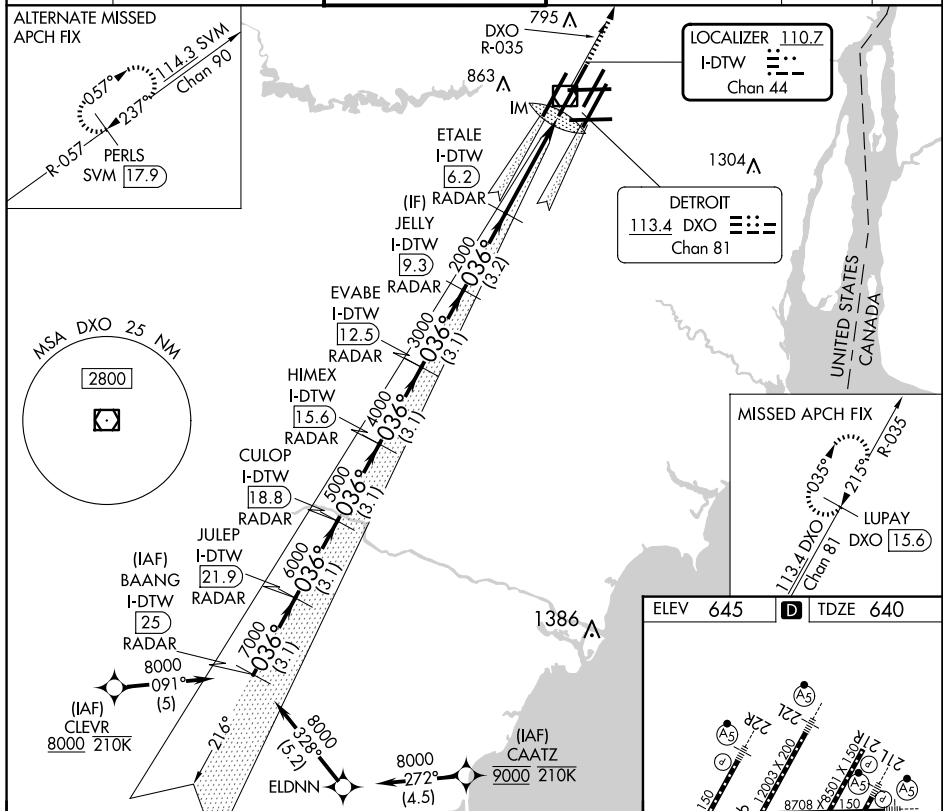 ALTERNATE MISSED
APCH FIX
057°
237°
114.3 SVM
Chan 90
R-057
PERLS
SVM 17.9
795
DXO
R-035
863
IM
LOCALIZER 110.7
I-DTW
Chan 44
1304
DETROIT
113.4 DXO
Chan 81
ETALE
I-DTW
6.2
RADAR
(IF)
JELLY
I-DTW
9.3
RADAR
2000
036°
(3.2)
EVABE
I-DTW
12.5
RADAR
3000
036°
(3.1)
HIMEX
I-DTW
15.6
RADAR
4000
036°
(3.1)
CULOP
I-DTW
18.8
RADAR
5000
036°
(3.1)
JULEP
I-DTW
21.9
RADAR
6000
036°
(3.1)
(IAF)
BAANG
I-DTW
25
RADAR
7000
036°
(3.1)
MSA DXO 25 NM
2800
UNITED STATES
CANADA
MISSED APCH FIX
035°
215°
R-035
113.4 DXO
Chan 81
LUPAY
DXO 15.6
1386
8000
091°
(5)
(IAF)
CLEVR
8000 210K
216°
8000
328°
(5.2)
ELDNN
8000
272°
(4.5)
(IAF)
CAATZ
9000 210K
ELEV 645 D TDZE 640
A5
22R
A5
22L
P
12003 X 200
8501 X 150
21R
21L
A5
P
A5
8708 X 150
150